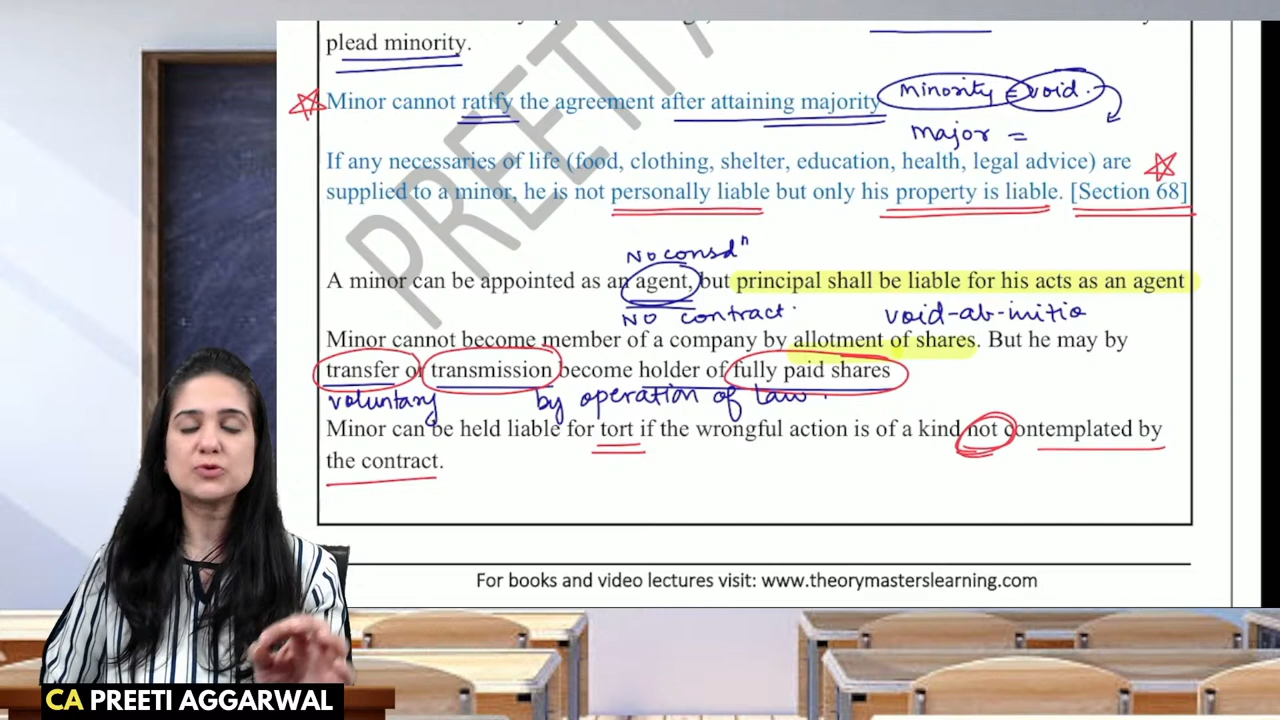 plead minority.
Minor cannot ratify the agreement after attaining majority minority = void.
major =
If any necessaries of life (food, clothing, shelter, education, health, legal advice) are
supplied to a minor, he is not personally liable but only his property is liable. [Section 68]
No consdⁿ
A minor can be appointed as an agent, but principal shall be liable for his acts as an agent
NO contract. void-ab-initio
Minor cannot become member of a company by allotment of shares. But he may by
transfer or transmission become holder of fully paid shares
voluntary by operation of law.
Minor can be held liable for tort if the wrongful action is of a kind not contemplated by
the contract.
PREETI A
For books and video lectures visit: www.theorymasterslearning.com
CA PREETI AGGARWAL